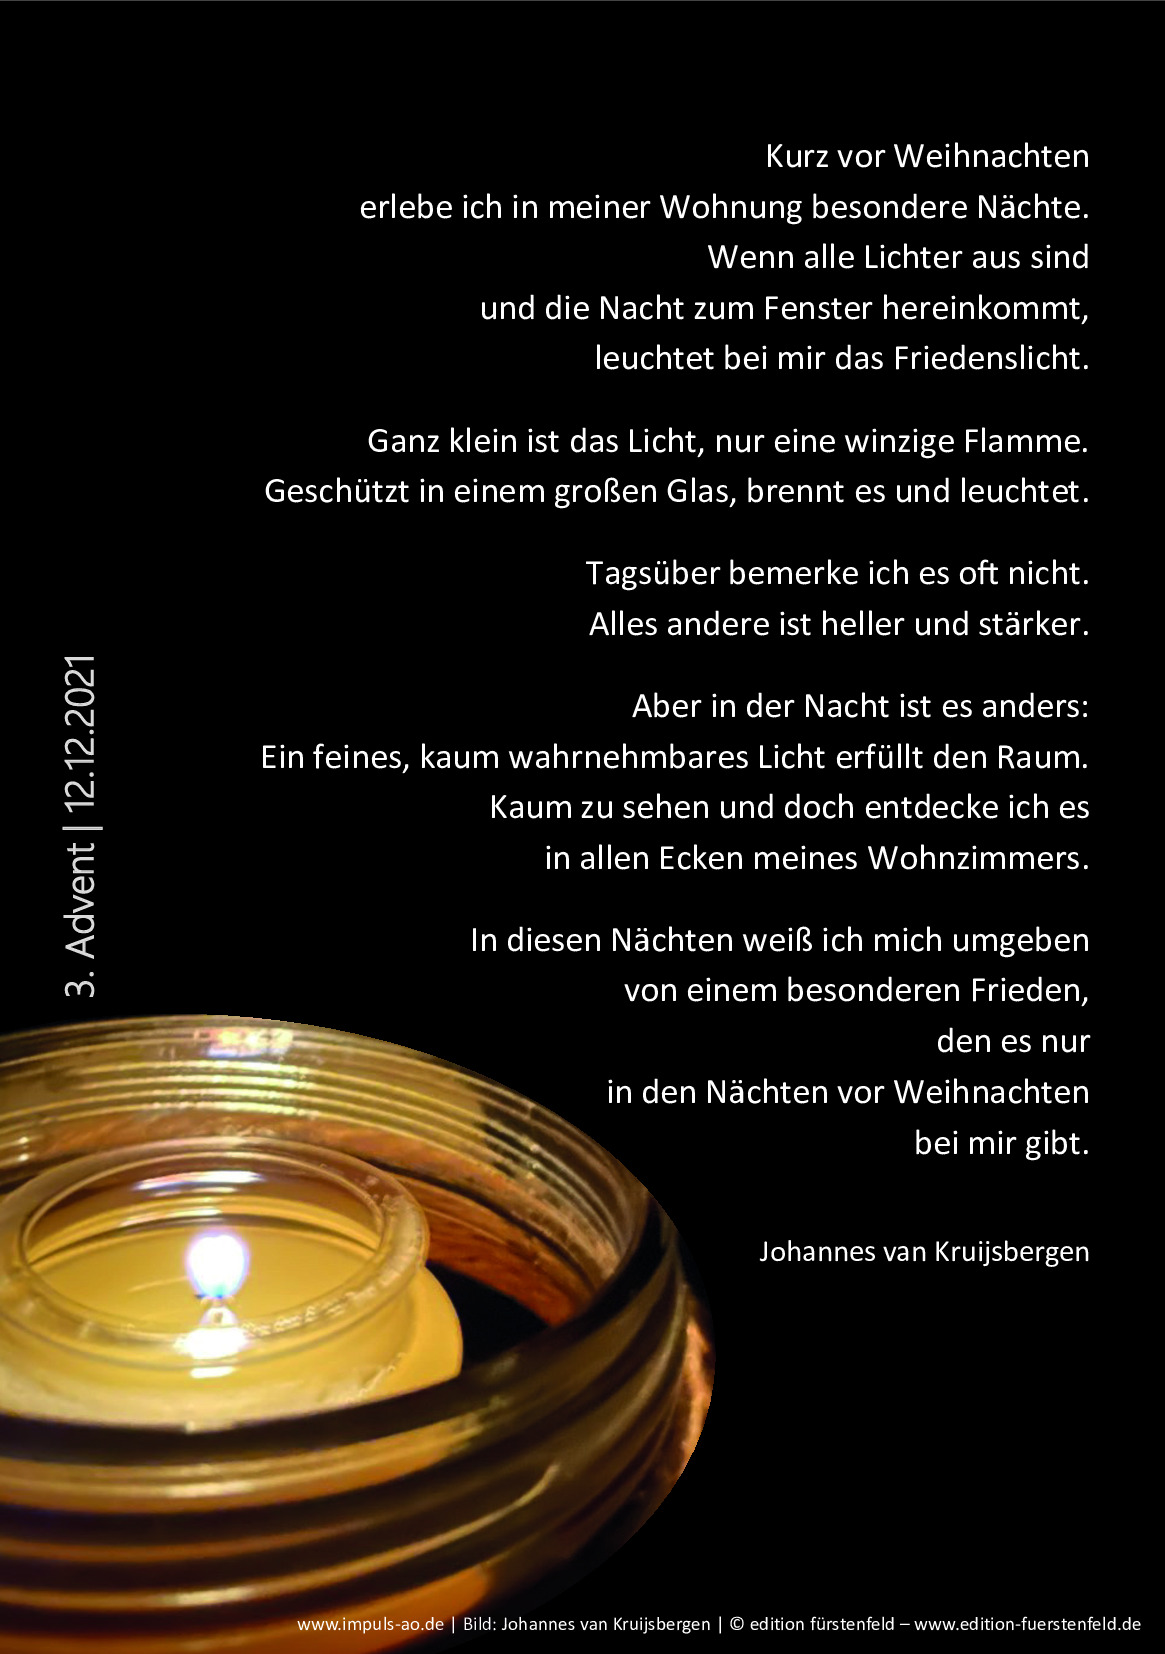 Kurz vor Weihnachten
erlebe ich in meiner Wohnung besondere Nächte.
Wenn alle Lichter aus sind
und die Nacht zum Fenster hereinkommt,
leuchtet bei mir das Friedenslicht.
Ganz klein ist das Licht, nur eine winzige Flamme.
Geschützt in einem großen Glas, brennt es und leuchtet.
Tagsüber bemerke ich es oft nicht.
Alles andere ist heller und stärker.
Aber in der Nacht ist es anders:
Ein feines, kaum wahrnehmbares Licht erfüllt den Raum.
Kaum zu sehen und doch entdecke ich es
in allen Ecken meines Wohnzimmers.
In diesen Nächten weiß ich mich umgeben
von einem besonderen Frieden,
den es nur
in den Nächten vor Weihnachten
bei mir gibt.
Johannes van Kruijsbergen
3. Advent | 12.12.2021
www.impuls-ao.de | Bild: Johannes van Kruijsbergen | © edition fürstenfeld – www.edition-fuerstenfeld.de